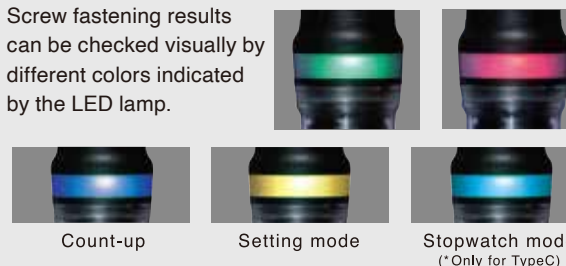 Screw fastening results
can be checked visually by
different colors indicated
by the LED lamp.
Count-up
Setting mode
Stopwatch mod
(*Only for TypeC)